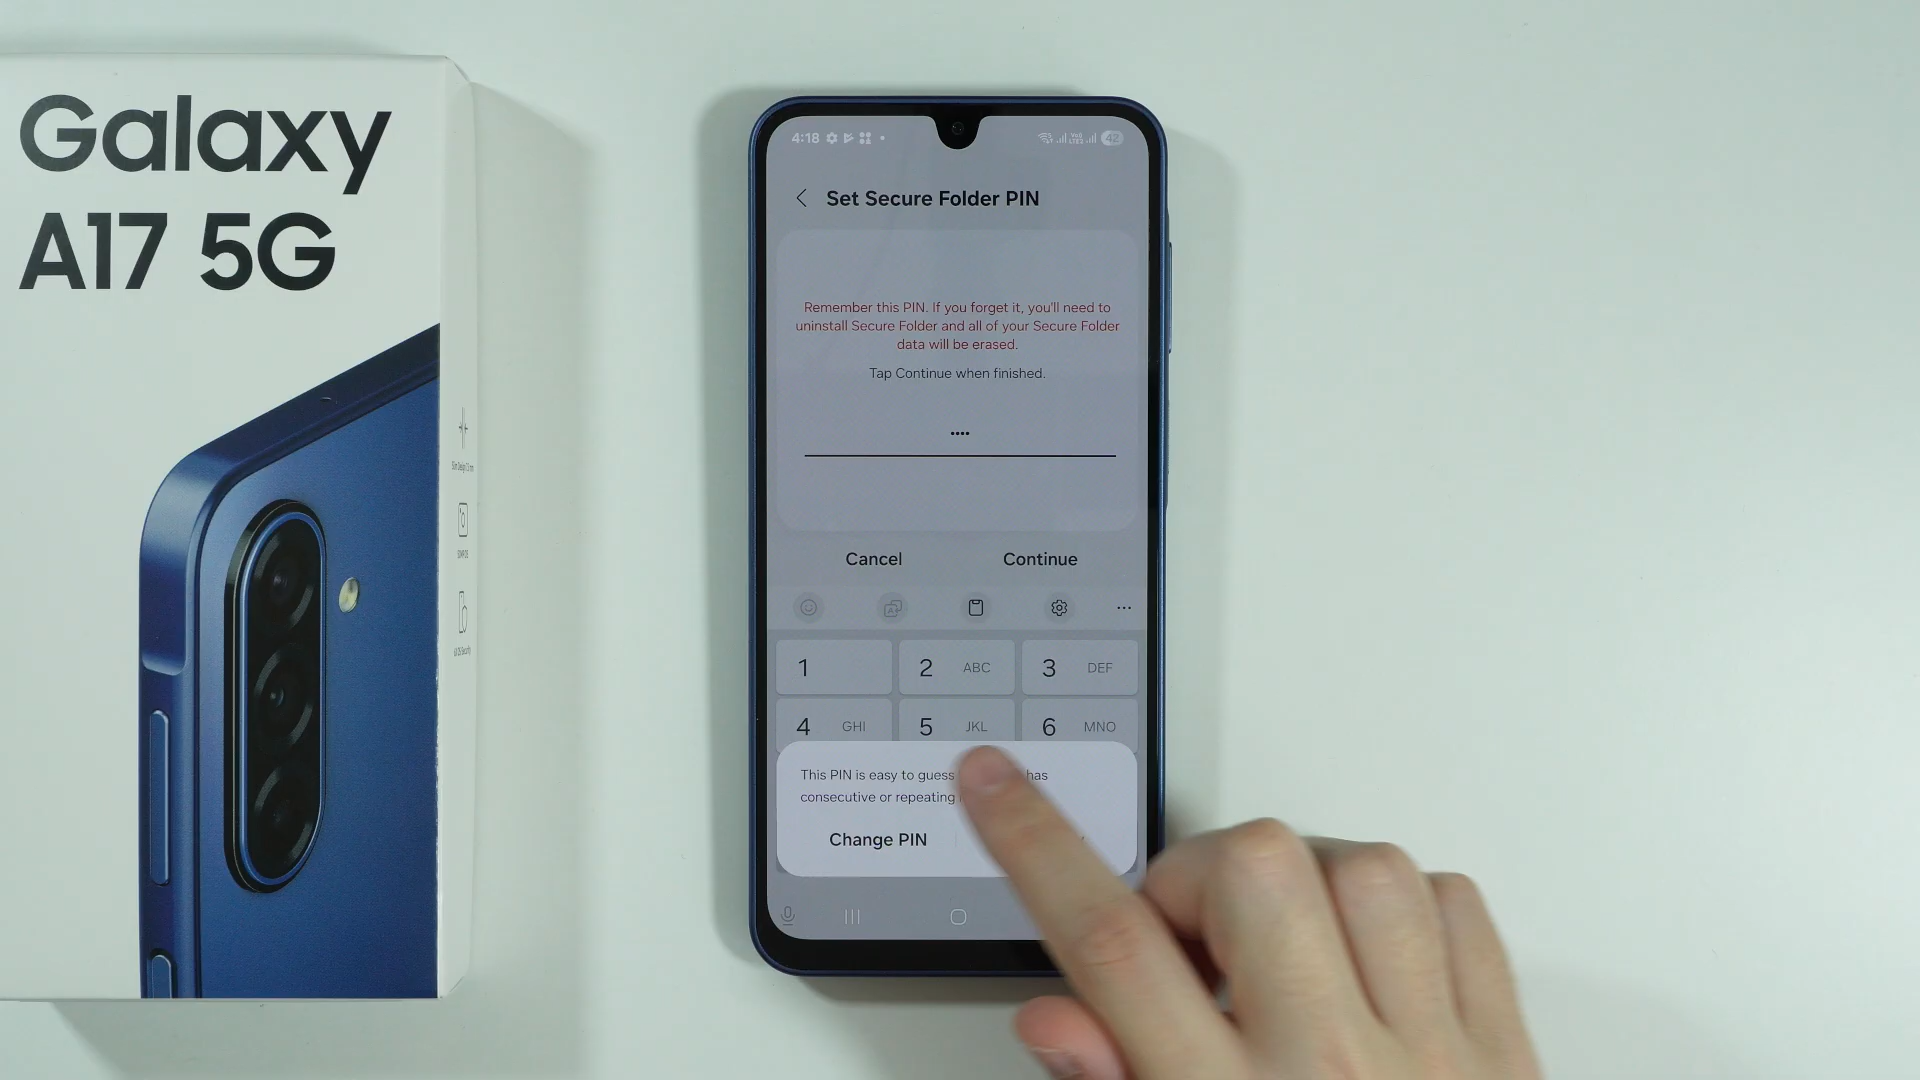 Galaxy
A17 5G
4:18
42
Set Secure Folder PIN
Remember this PIN. If you forget it, you'll need to
uninstall Secure Folder and all of your Secure Folder
data will be erased.
Tap Continue when finished.
••••
Cancel Continue
1 2 ABC 3 DEF
4 GHI 5 JKL 6 MNO
This PIN is easy to guess has
consecutive or repeating
Change PIN